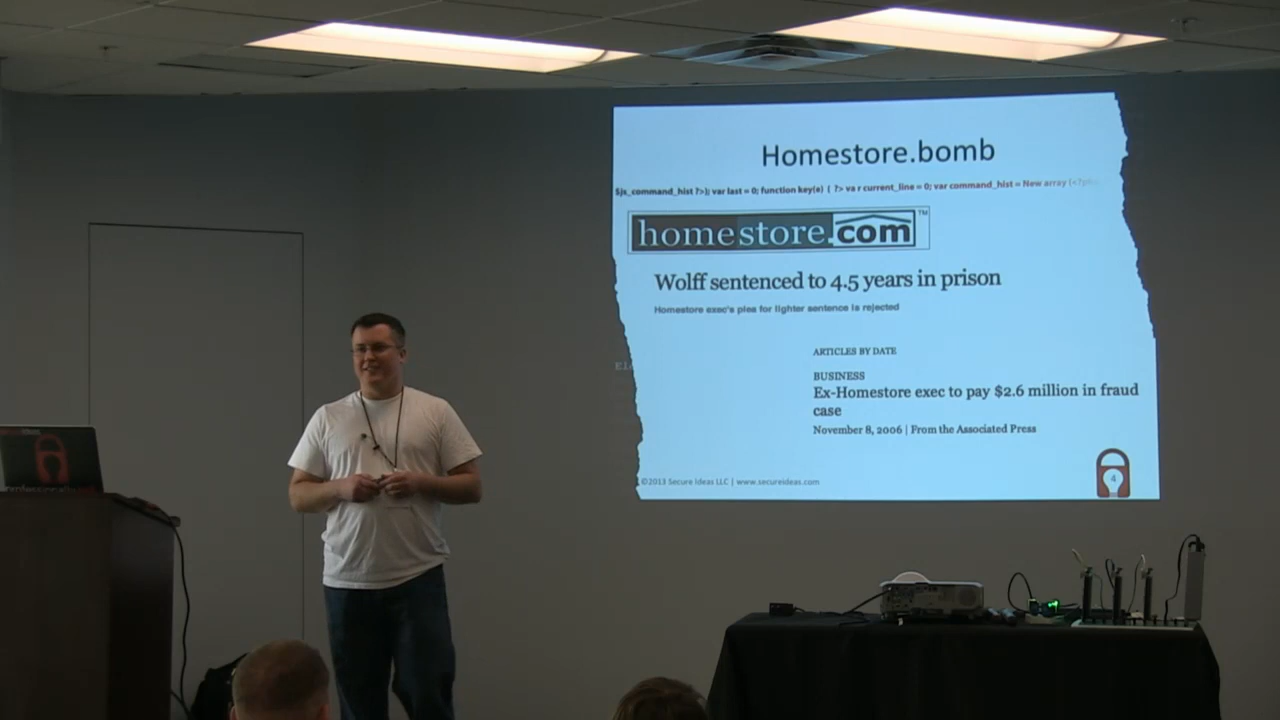 Homestore.bomb
$js_command_hist ?>); var last = 0; function key(e) { ?> va r current_line = 0; var command_hist = New array (<?php
homestore.com™
Wolff sentenced to 4.5 years in prison
Homestore exec's plea for lighter sentence is rejected
ARTICLES BY DATE
BUSINESS
Ex-Homestore exec to pay $2.6 million in fraud
case
November 8, 2006 | From the Associated Press
4
©2013 Secure Ideas LLC | www.secureideas.com